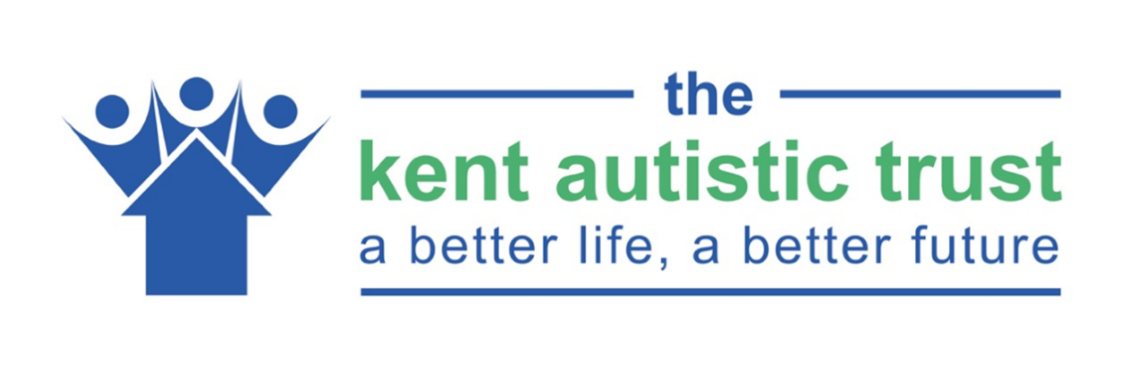 the
kent autistic trust
a better life, a better future